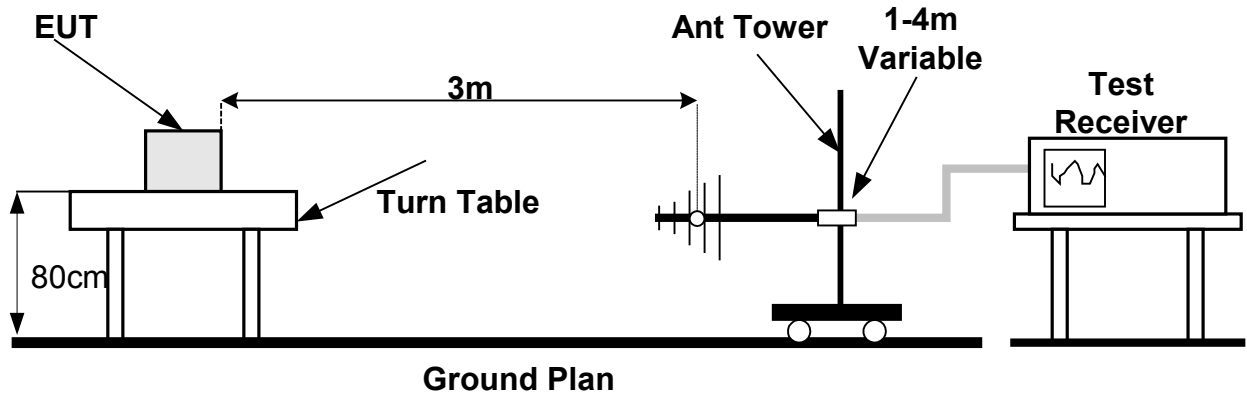 EUT
Ant Tower
1-4m
Variable
3m
Test
Receiver
Turn Table
80cm
Ground Plan